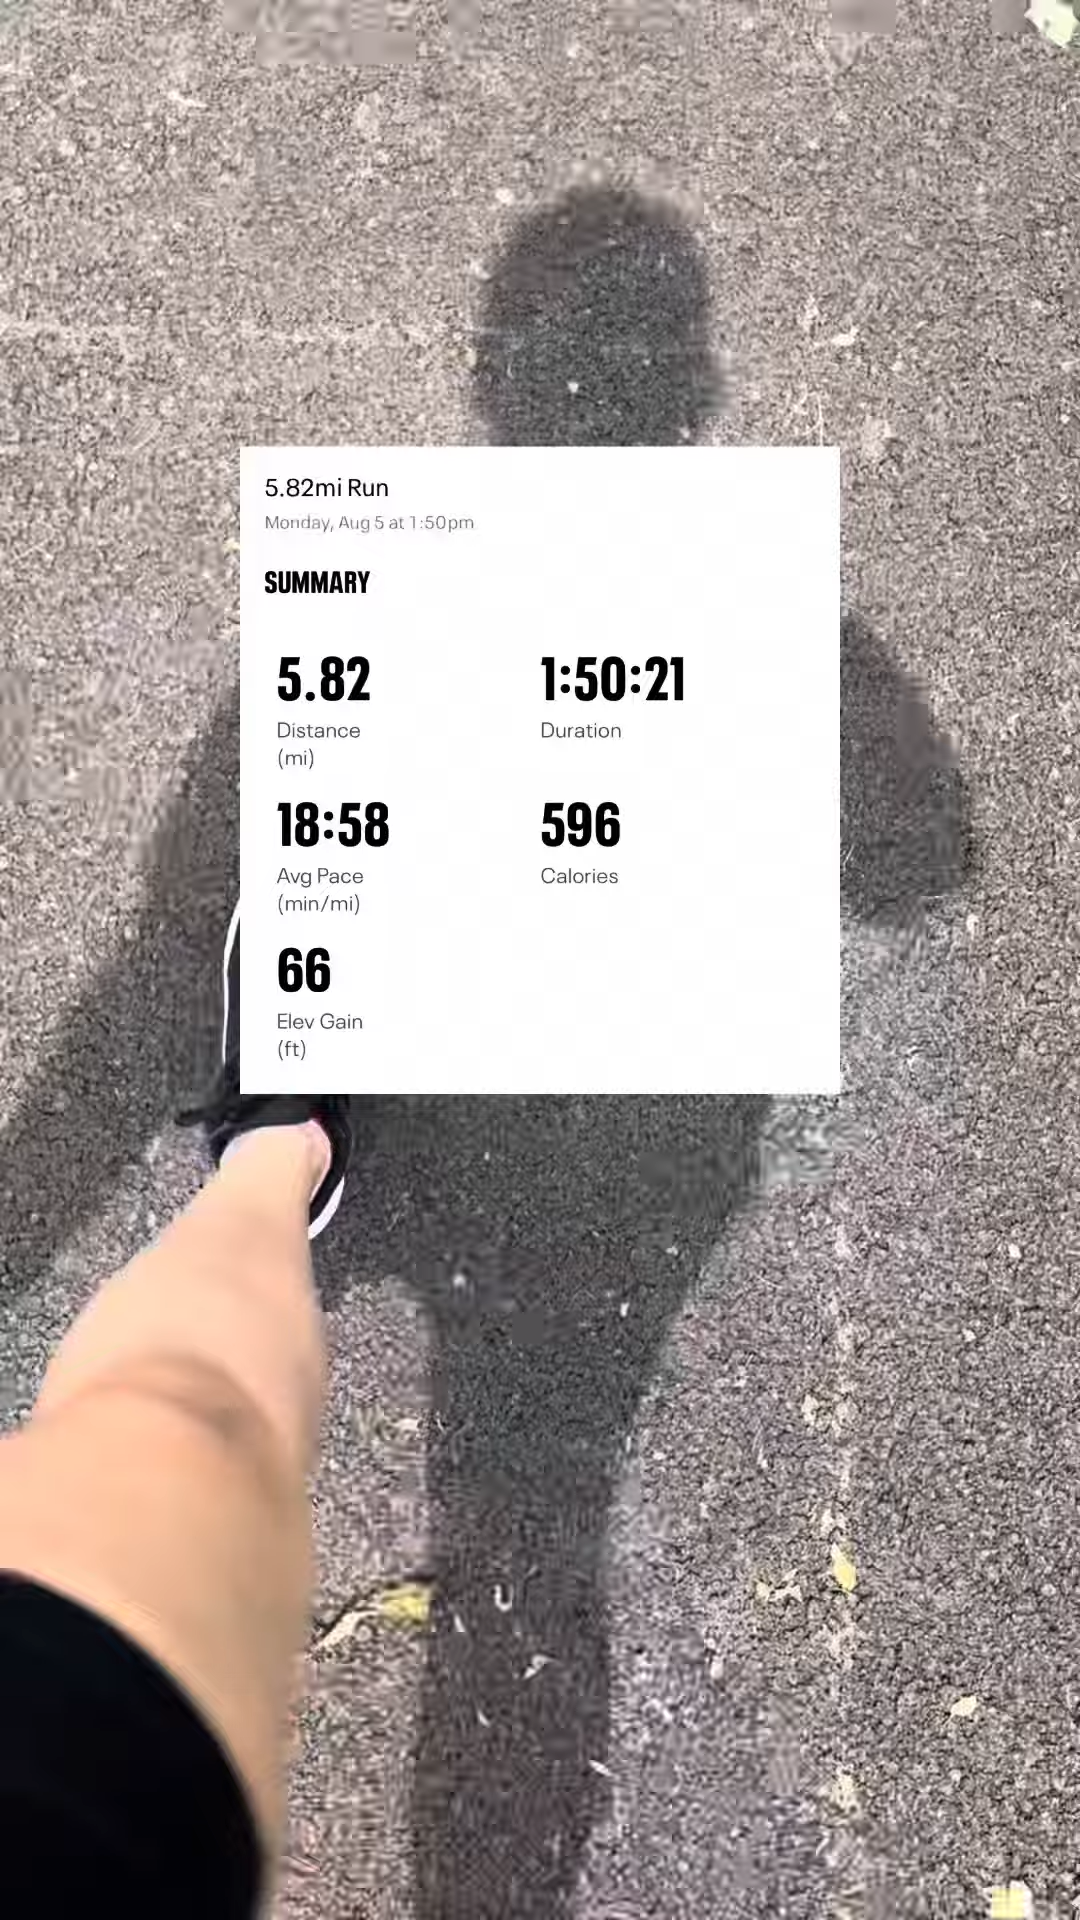 5.82mi Run
Monday, Aug 5 at 1:50pm
SUMMARY
5.82
1:50:21
Distance
(mi)
Duration
18:58
596
Avg Pace
(min/mi)
Calories
66
Elev Gain
(ft)